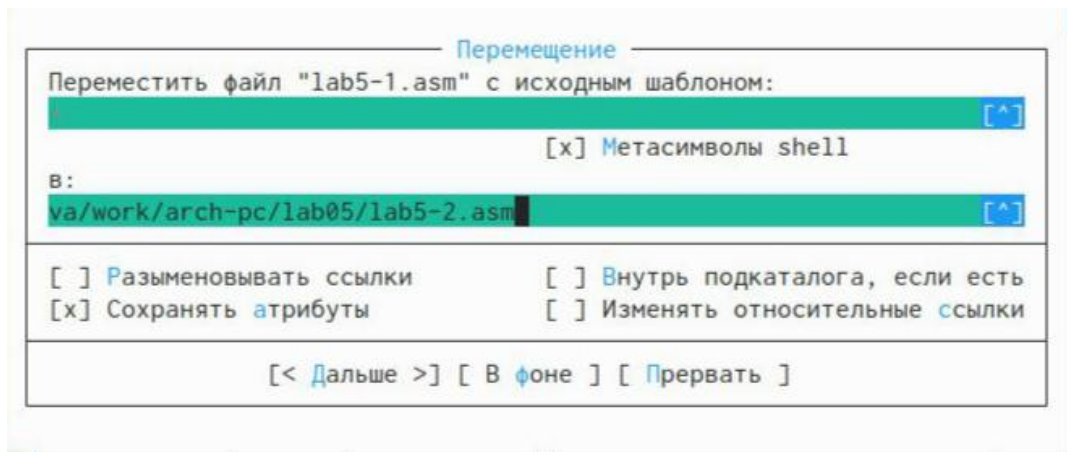 Перемещение
Переместить файл "lab5-1.asm" с исходным шаблоном:
[^]
[x] Метасимволы shell
в:
va/work/arch-pc/lab05/lab5-2.asm [^]
[ ] Разыменовывать ссылки [ ] Внутрь подкаталога, если есть
[x] Сохранять атрибуты [ ] Изменять относительные ссылки
[< Дальше >] [ В фоне ] [ Прервать ]